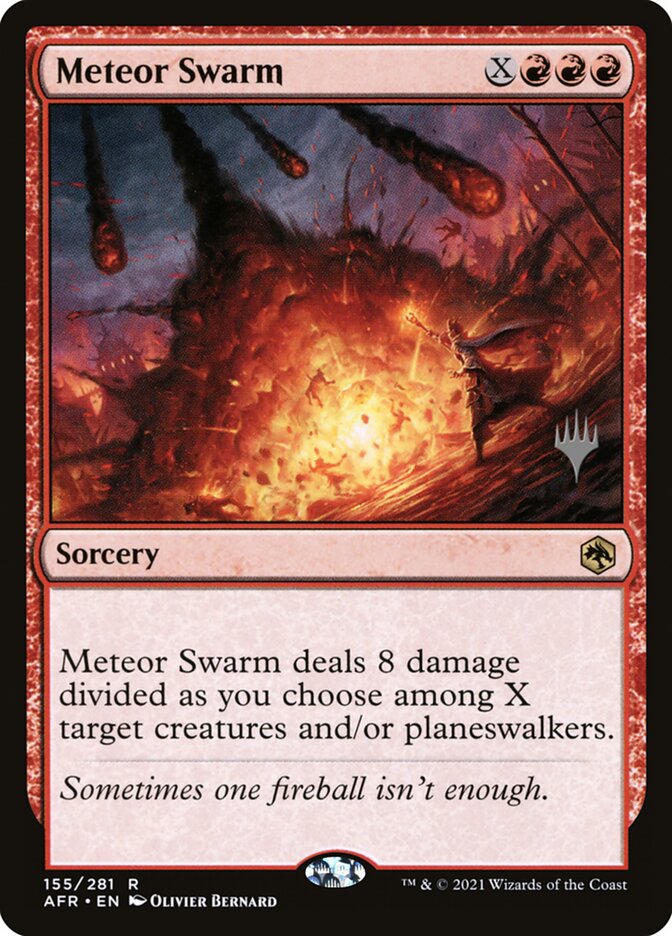 Meteor Swarm X
Sorcery
Meteor Swarm deals 8 damage
divided as you choose among X
target creatures and/or planeswalkers.
Sometimes one fireball isn't enough.
155/281 R
AFR • EN Olivier Bernard
™ & © 2021 Wizards of the Coast